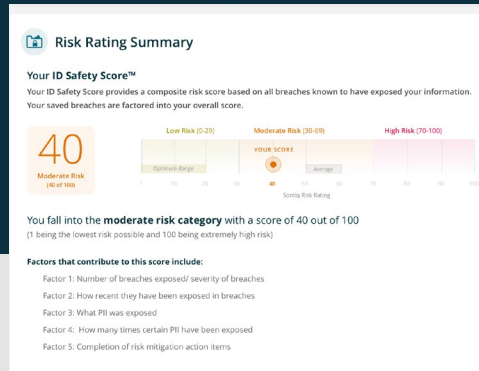 Risk Rating Summary
Your ID Safety Score™
Your ID Safety Score provides a composite risk score based on all breaches known to have exposed your information.
Your saved breaches are factored into your overall score.
40
Moderate Risk
(40 of 100)
Low Risk (0-29) Moderate Risk (30-69) High Risk (70-100)
YOUR SCORE
Optimum Range Average
1 10 20 30 40 50 60 70 80 90 100
Sontiq Risk Rating
You fall into the moderate risk category with a score of 40 out of 100
(1 being the lowest risk possible and 100 being extremely high risk)
Factors that contribute to this score include:
Factor 1: Number of breaches exposed/ severity of breaches
Factor 2: How recent they have been exposed in breaches
Factor 3: What PII was exposed
Factor 4: How many times certain PII have been exposed
Factor 5: Completion of risk mitigation action items